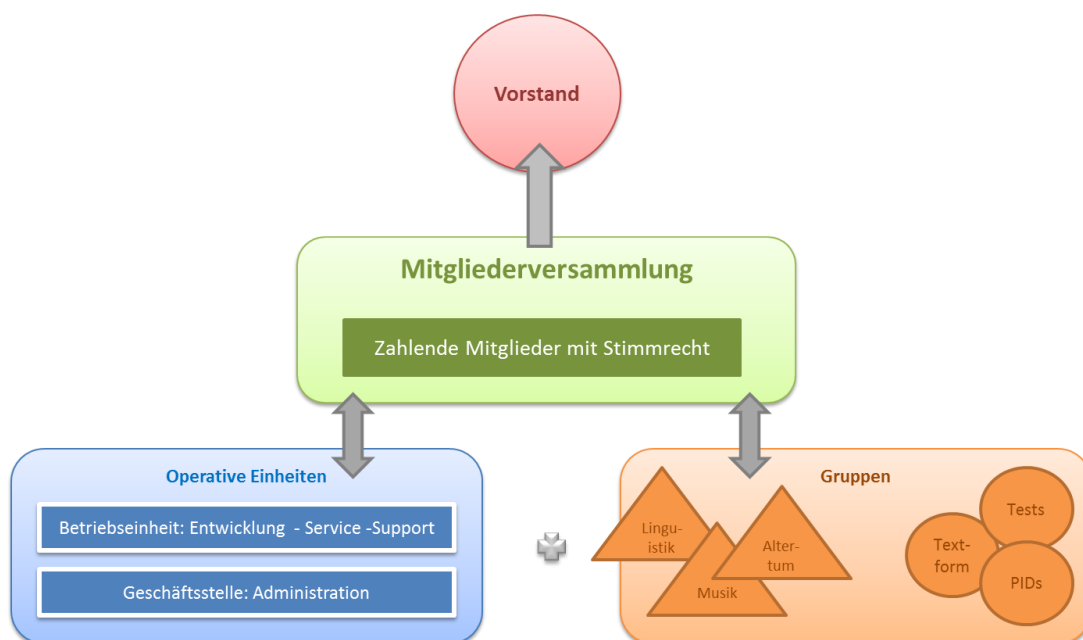 Vorstand
Mitgliederversammlung
Zahlende Mitglieder mit Stimmrecht
Operative Einheiten
Betriebseinheit: Entwicklung - Service -Support
Geschäftsstelle: Administration
Gruppen
Lingu-
istik
Musik
Alter-
tum
Text-
form
Tests
PIDs